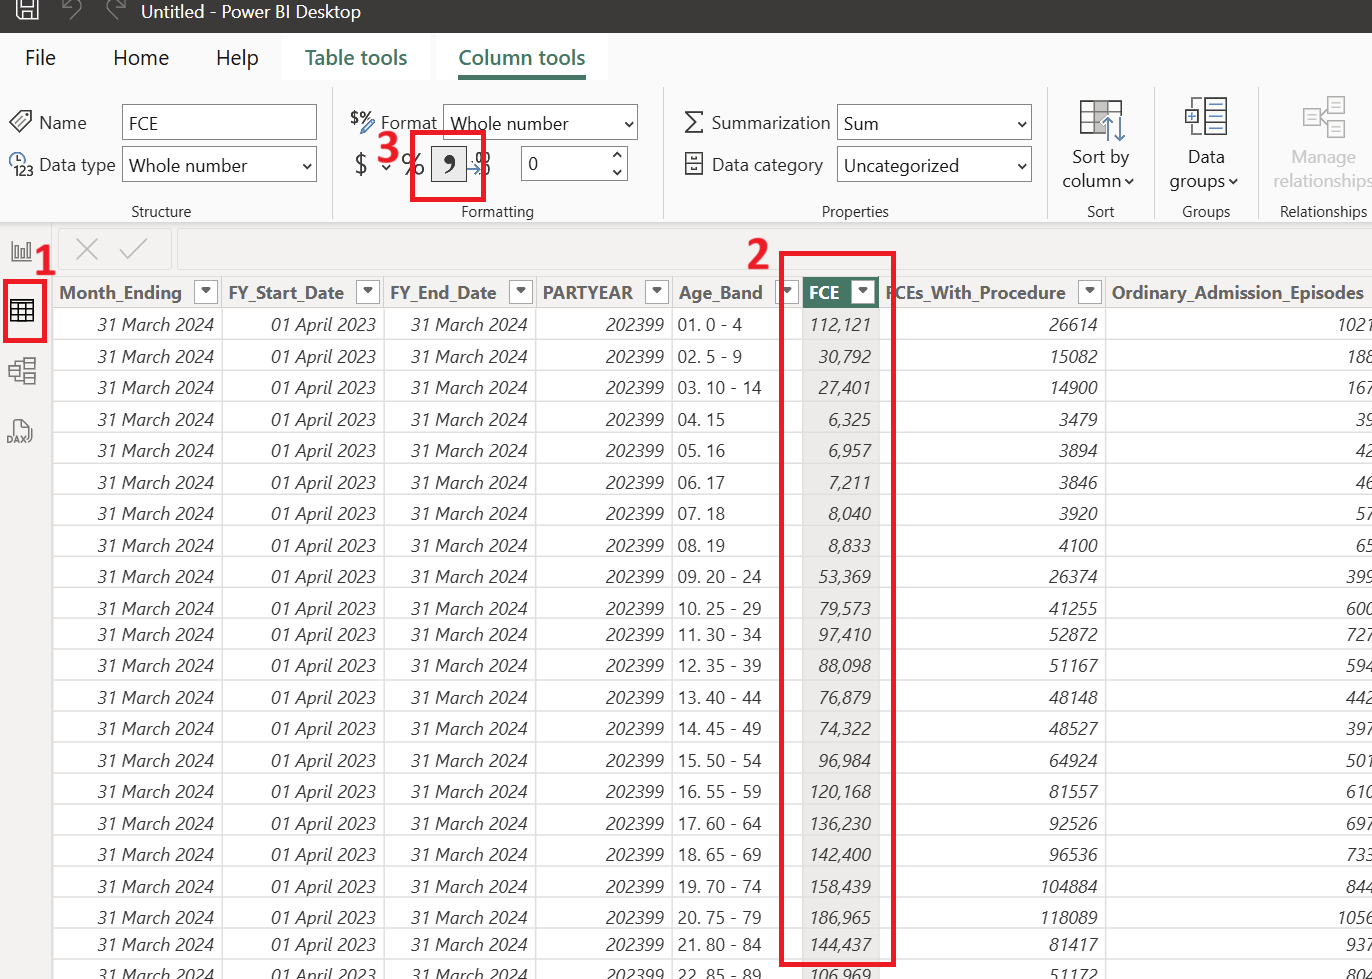 Untitled - Power BI Desktop
File Home Help Table tools Column tools
Name FCE $% Format Whole number Summarization Sum
Data type Whole number $ 3 % , 0 Data category Uncategorized
Sort by column Data groups Manage relationships
Structure Formatting Properties Sort Groups Relationships
1 2
Month_Ending FY_Start_Date FY_End_Date PARTYEAR Age_Band FCE FCEs_With_Procedure Ordinary_Admission_Episodes
31 March 2024 01 April 2023 31 March 2024 202399 01. 0 - 4 112,121 26614 1021
31 March 2024 01 April 2023 31 March 2024 202399 02. 5 - 9 30,792 15082 188
31 March 2024 01 April 2023 31 March 2024 202399 03. 10 - 14 27,401 14900 167
DAX
31 March 2024 01 April 2023 31 March 2024 202399 04. 15 6,325 3479 39
31 March 2024 01 April 2023 31 March 2024 202399 05. 16 6,957 3894 42
31 March 2024 01 April 2023 31 March 2024 202399 06. 17 7,211 3846 46
31 March 2024 01 April 2023 31 March 2024 202399 07. 18 8,040 3920 57
31 March 2024 01 April 2023 31 March 2024 202399 08. 19 8,833 4100 65
31 March 2024 01 April 2023 31 March 2024 202399 09. 20 - 24 53,369 26374 399
31 March 2024 01 April 2023 31 March 2024 202399 10. 25 - 29 79,573 41255 600
31 March 2024 01 April 2023 31 March 2024 202399 11. 30 - 34 97,410 52872 727
31 March 2024 01 April 2023 31 March 2024 202399 12. 35 - 39 88,098 51167 594
31 March 2024 01 April 2023 31 March 2024 202399 13. 40 - 44 76,879 48148 442
31 March 2024 01 April 2023 31 March 2024 202399 14. 45 - 49 74,322 48527 397
31 March 2024 01 April 2023 31 March 2024 202399 15. 50 - 54 96,984 64924 501
31 March 2024 01 April 2023 31 March 2024 202399 16. 55 - 59 120,168 81557 610
31 March 2024 01 April 2023 31 March 2024 202399 17. 60 - 64 136,230 92526 697
31 March 2024 01 April 2023 31 March 2024 202399 18. 65 - 69 142,400 96536 733
31 March 2024 01 April 2023 31 March 2024 202399 19. 70 - 74 158,439 104884 844
31 March 2024 01 April 2023 31 March 2024 202399 20. 75 - 79 186,965 118089 1056
31 March 2024 01 April 2023 31 March 2024 202399 21. 80 - 84 144,437 81417 937
31 March 2024 01 April 2023 31 March 2024 202399 22. 85 - 89 106,969 51172 804